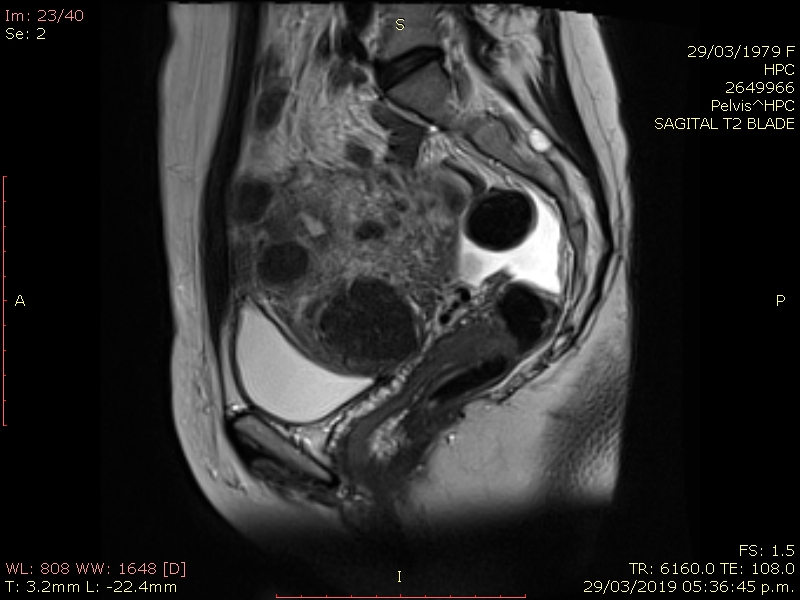 Im: 23/40
Se: 2
S
29/03/1979 F
HPC
2649966
Pelvis^HPC
SAGITAL T2 BLADE
A
P
I
WL: 808 WW: 1648 [D]
T: 3.2mm L: -22.4mm
FS: 1.5
TR: 6160.0 TE: 108.0
29/03/2019 05:36:45 p.m.